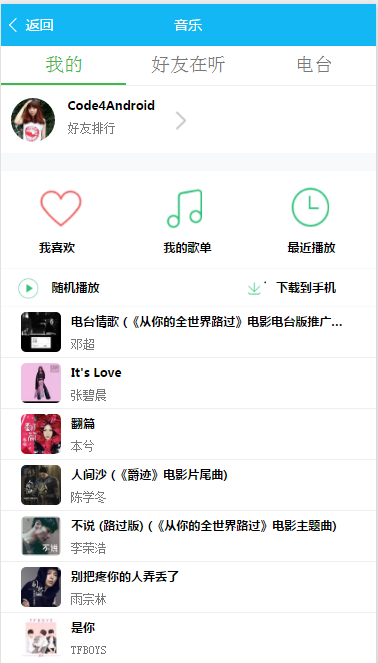 返回 音乐
我的 好友在听 电台
Code4Android
好友排行
我喜欢 我的歌单 最近播放
随机播放 下载到手机
电台情歌 (《从你的全世界路过》电影电台版推广...
邓超
It's Love
张碧晨
翻篇
本兮
人间沙 (《爵迹》电影片尾曲)
陈学冬
不说 (路过版) (《从你的全世界路过》电影主题曲)
李荣浩
别把疼你的人弄丢了
雨宗林
是你
TFBOYS